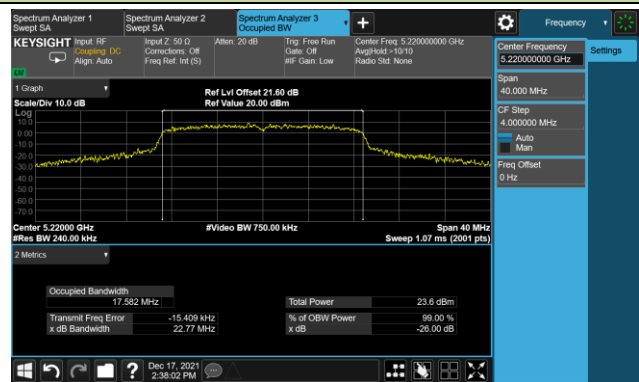 Spectrum Analyzer 1
Swept SA
Spectrum Analyzer 2
Swept SA
Spectrum Analyzer 3
Occupied BW
Frequency
KEYSIGHT
Input: RF
Coupling: DC
Align: Auto
Input Z: 50 Ω
Corrections: Off
Freq Ref: Int (S)
Atten: 20 dB
Trig: Free Run
Gate: Off
#IF Gain: Low
Center Freq: 5.220000000 GHz
Avg|Hold:>10/10
Radio Std: None
Center Frequency
5.220000000 GHz
Settings
Span
40.000 MHz
CF Step
4.000000 MHz
Auto
Man
Freq Offset
0 Hz
1 Graph
Scale/Div 10.0 dB
Ref Lvl Offset 21.60 dB
Ref Value 20.00 dBm
Log
10.0
0.00
-10.0
-20.0
-30.0
-40.0
-50.0
-60.0
-70.0
Center 5.22000 GHz
#Video BW 750.00 kHz
Span 40 MHz
#Res BW 240.00 kHz
Sweep 1.07 ms (2001 pts)
2 Metrics
Occupied Bandwidth
17.582 MHz
Total Power
23.6 dBm
Transmit Freq Error
-15.409 kHz
% of OBW Power
99.00 %
x dB Bandwidth
22.77 MHz
x dB
-26.00 dB
?
Dec 17, 2021
2:38:02 PM